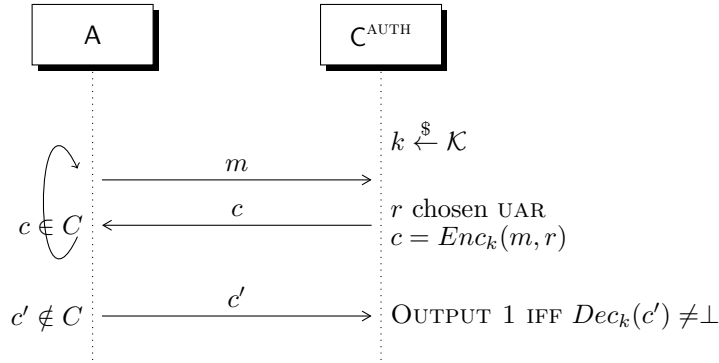 A
C^AUTH
k $← K
m
c ∈ C
c
r chosen UAR
c = Enc_k(m, r)
c' ∉ C
c'
OUTPUT 1 IFF Dec_k(c') ≠⊥